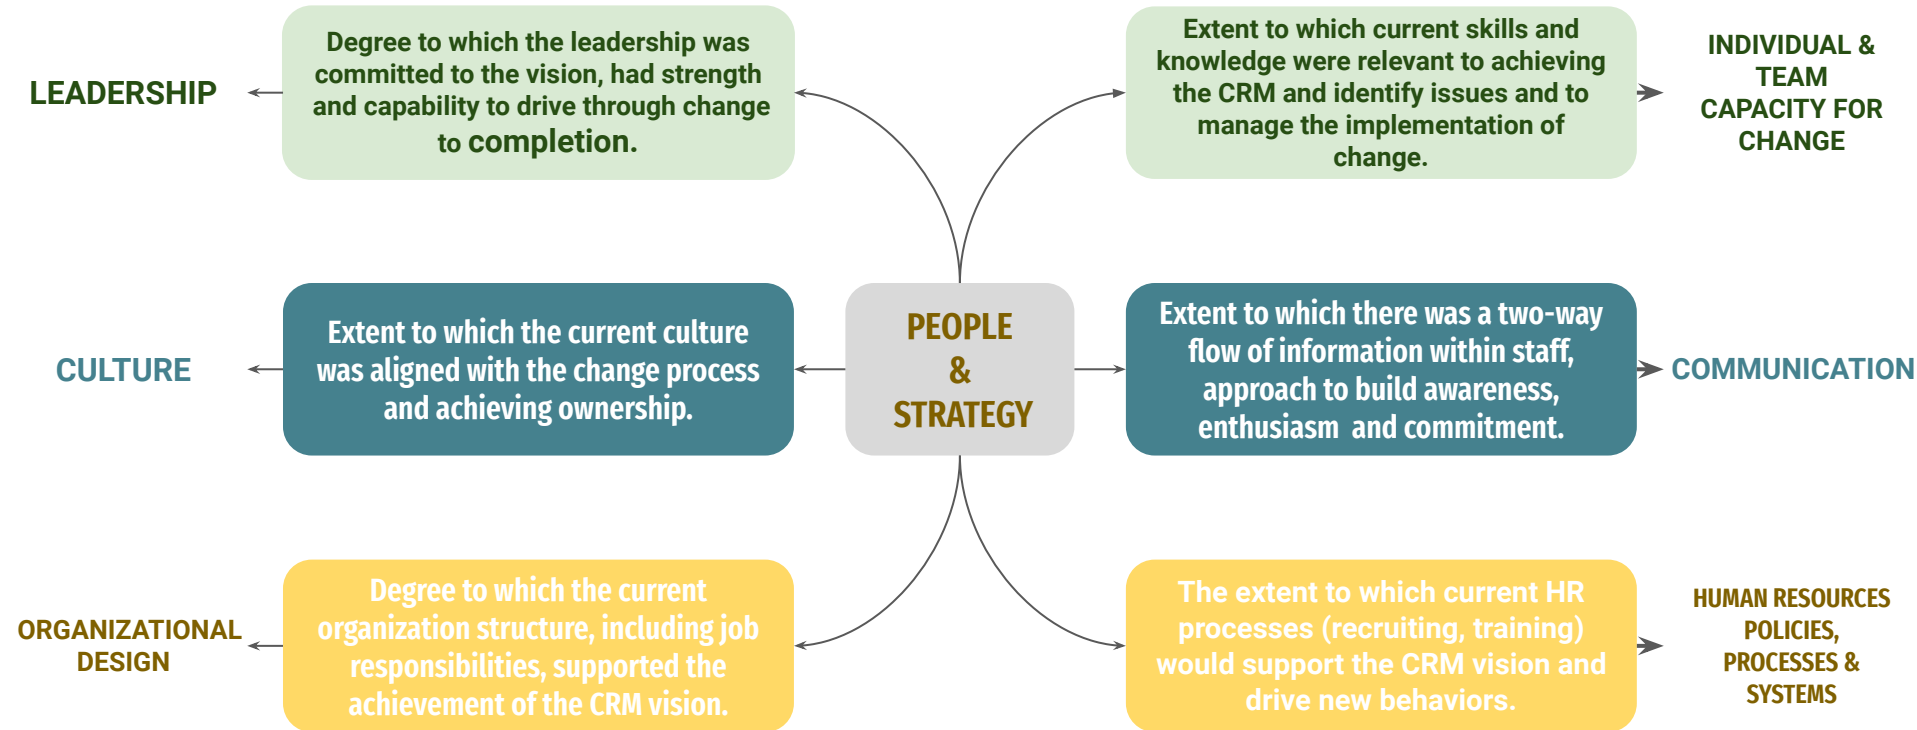 LEADERSHIP
Degree to which the leadership was
committed to the vision, had strength
and capability to drive through change
to completion.
Extent to which current skills and
knowledge were relevant to achieving
the CRM and identify issues and to
manage the implementation of
change.
INDIVIDUAL &
TEAM
CAPACITY FOR
CHANGE
CULTURE
Extent to which the current culture
was aligned with the change process
and achieving ownership.
PEOPLE
&
STRATEGY
Extent to which there was a two-way
flow of information within staff,
approach to build awareness,
enthusiasm and commitment.
COMMUNICATION
ORGANIZATIONAL
DESIGN
Degree to which the current
organization structure, including job
responsibilities, supported the
achievement of the CRM vision.
The extent to which current HR
processes (recruiting, training)
would support the CRM vision and
drive new behaviors.
HUMAN RESOURCES
POLICIES,
PROCESSES &
SYSTEMS